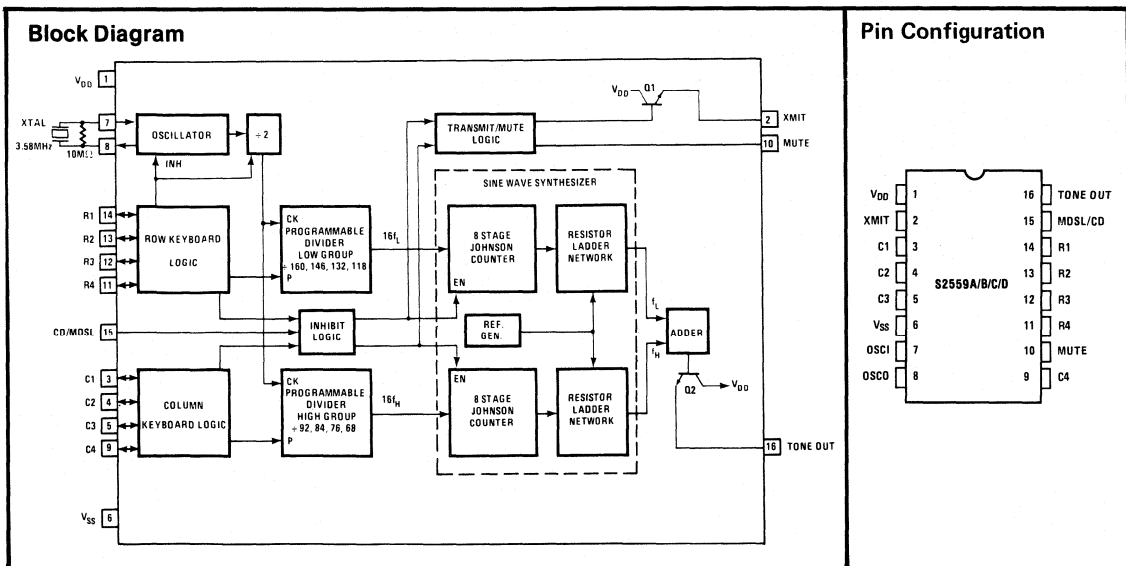 Block Diagram
VDD 1
XTAL
3.58MHz
10MΩ
7
8
OSCILLATOR
÷ 2
INH
R1 14
R2 13
R3 12
R4 11
ROW KEYBOARD
LOGIC
CK
PROGRAMMABLE
DIVIDER
LOW GROUP
÷ 160, 146, 132, 118
P
16fL
CD/MDSL 15
INHIBIT
LOGIC
C1 3
C2 4
C3 5
C4 9
COLUMN
KEYBOARD LOGIC
CK
PROGRAMMABLE
DIVIDER
HIGH GROUP
÷ 92, 84, 76, 68
P
16fH
VSS 6
TRANSMIT/MUTE
LOGIC
VDD
Q1
2 XMIT
10 MUTE
SINE WAVE SYNTHESIZER
8 STAGE
JOHNSON
COUNTER
EN
RESISTOR
LADDER
NETWORK
REF.
GEN.
EN
8 STAGE
JOHNSON
COUNTER
RESISTOR
LADDER
NETWORK
fL
fH
ADDER
Q2
VDD
16 TONE OUT
Pin Configuration
VDD 1
XMIT 2
C1 3
C2 4
C3 5
VSS 6
OSCI 7
OSCO 8
S2559A/B/C/D
16 TONE OUT
15 MDSL/CD
14 R1
13 R2
12 R3
11 R4
10 MUTE
9 C4